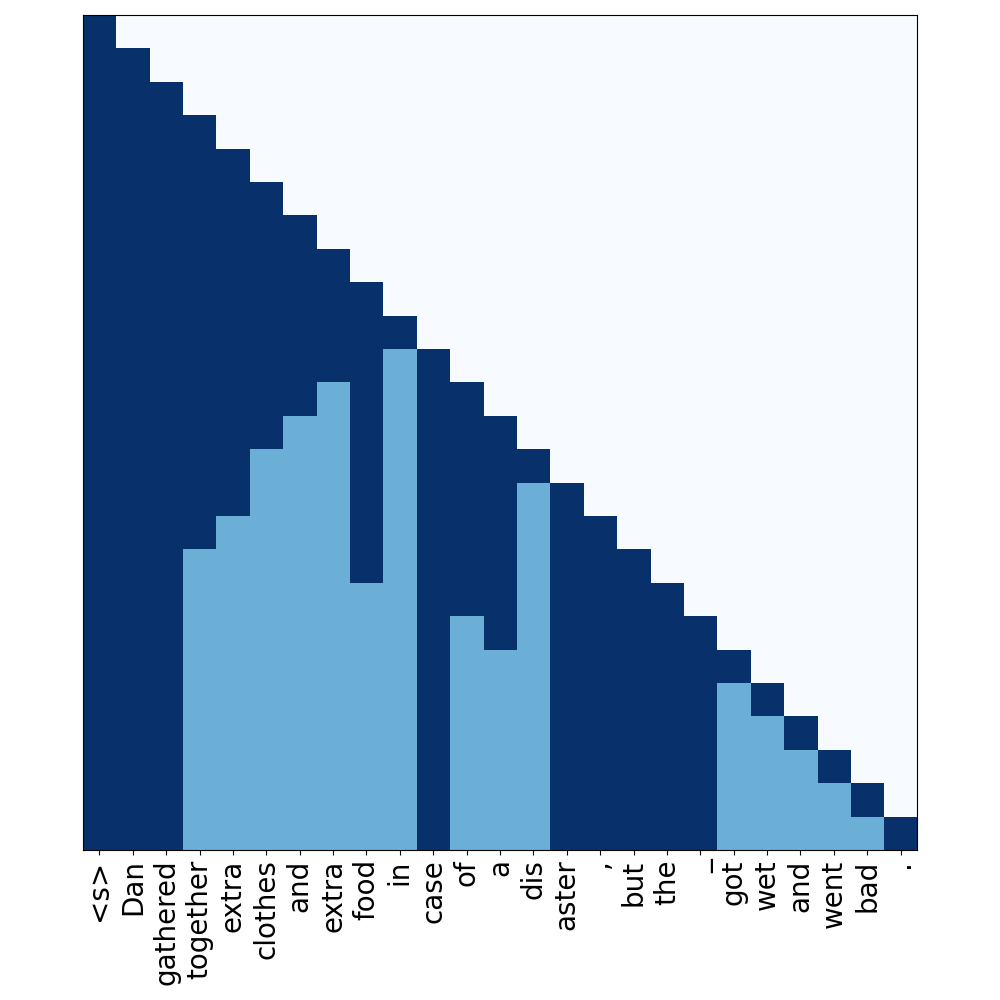 <s>
Dan
gathered
together
extra
clothes
and
extra
food
in
case
of
a
dis
aster
,
but
the
_
got
wet
and
went
bad
.